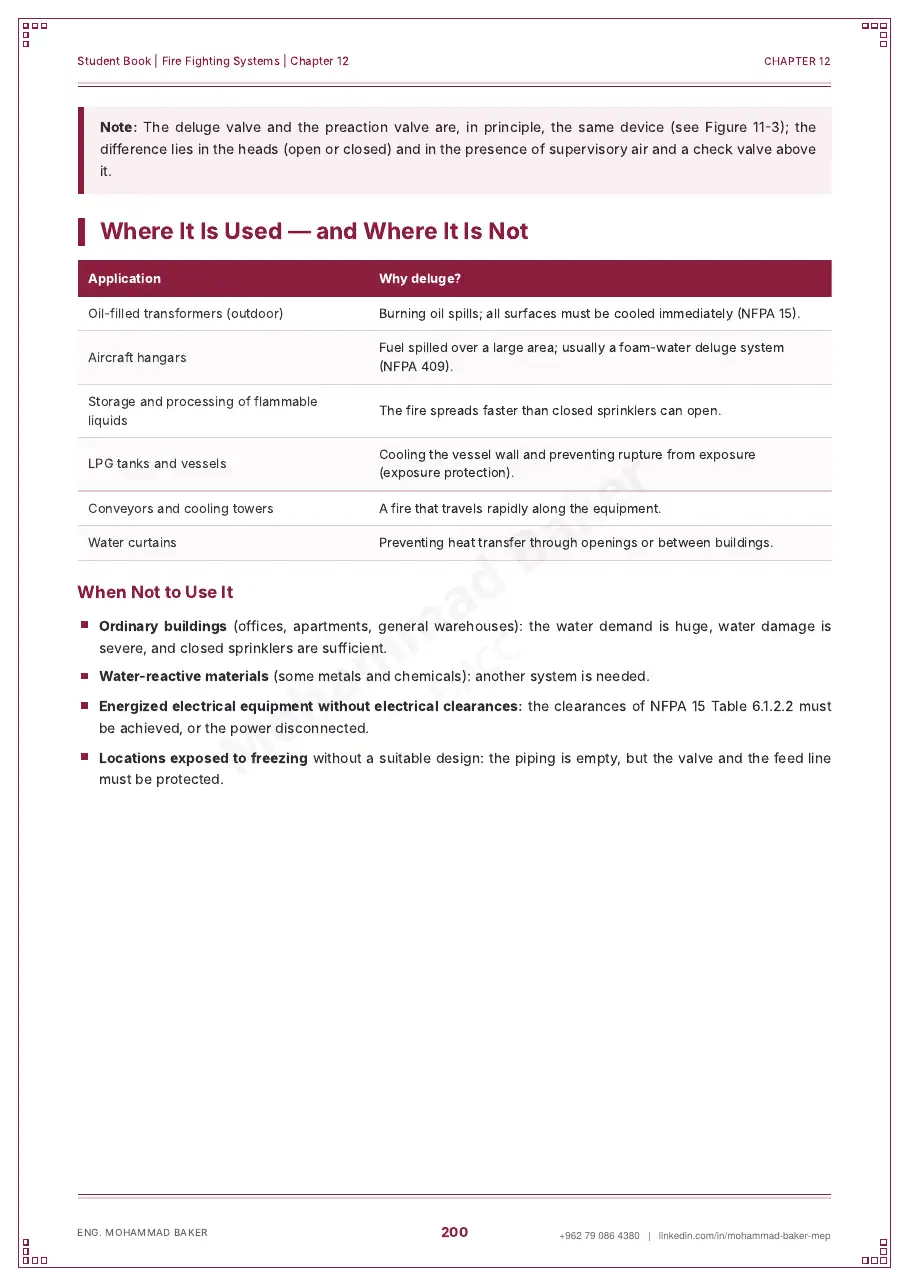 Student Book | Fire Fighting Systems | Chapter 12
CHAPTER 12
Note: The deluge valve and the preaction valve are, in principle, the same device (see Figure 11-3); the
difference lies in the heads (open or closed) and in the presence of supervisory air and a check valve above
it.
Where It Is Used — and Where It Is Not
Application
Why deluge?
Oil-filled transformers (outdoor)
Burning oil spills; all surfaces must be cooled immediately (NFPA 15).
Aircraft hangars
Fuel spilled over a large area; usually a foam-water deluge system
(NFPA 409).
Storage and processing of flammable
liquids
The fire spreads faster than closed sprinklers can open.
LPG tanks and vessels
Cooling the vessel wall and preventing rupture from exposure
(exposure protection).
Conveyors and cooling towers
A fire that travels rapidly along the equipment.
Water curtains
Preventing heat transfer through openings or between buildings.
When Not to Use It
Ordinary buildings (offices, apartments, general warehouses): the water demand is huge, water damage is
severe, and closed sprinklers are sufficient.
Water-reactive materials (some metals and chemicals): another system is needed.
Energized electrical equipment without electrical clearances: the clearances of NFPA 15 Table 6.1.2.2 must
be achieved, or the power disconnected.
Locations exposed to freezing without a suitable design: the piping is empty, but the valve and the feed line
must be protected.
Mohammad Baker
ENG. MOHAMMAD BAKER
200
+962 79 086 4380 | linkedin.com/in/mohammad-baker-mep